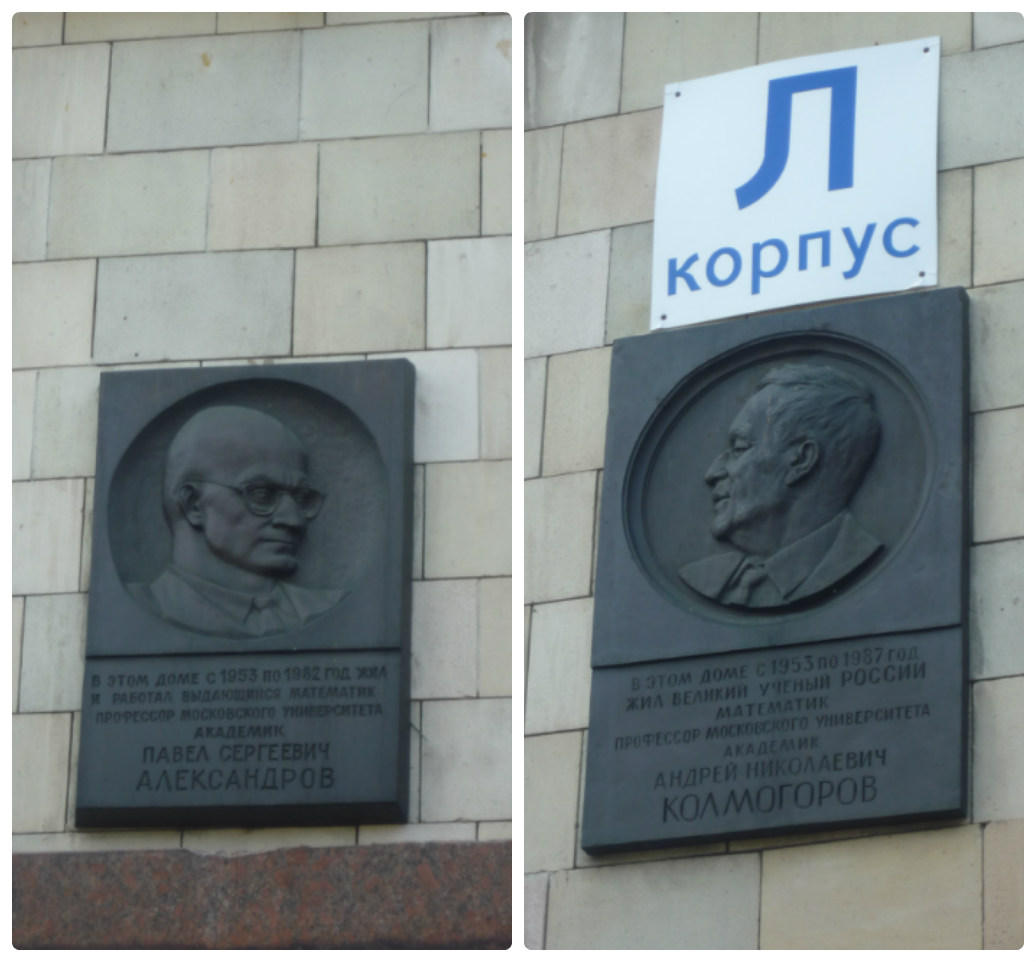 В ЭТОМ ДОМЕ С 1953 ПО 1982 ГОД ЖИЛ
И РАБОТАЛ ВЫДАЮЩИЙСЯ МАТЕМАТИК
ПРОФЕССОР МОСКОВСКОГО УНИВЕРСИТЕТА
АКАДЕМИК
ПАВЕЛ СЕРГЕЕВИЧ
АЛЕКСАНДРОВ
Л
корпус
В ЭТОМ ДОМЕ С 1953 ПО 1987 ГОД
ЖИЛ ВЕЛИКИЙ УЧЕНЫЙ РОССИИ
МАТЕМАТИК
ПРОФЕССОР МОСКОВСКОГО УНИВЕРСИТЕТА
АКАДЕМИК
АНДРЕЙ НИКОЛАЕВИЧ
КОЛМОГОРОВ